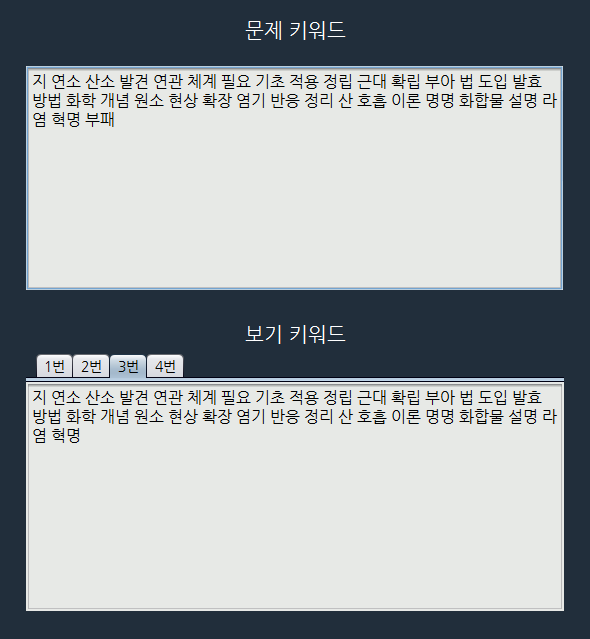 문제 키워드
지 연소 산소 발견 연관 체계 필요 기초 적용 정립 근대 확립 부아 법 도입 발효
방법 화학 개념 원소 현상 확장 염기 반응 정리 산 호흡 이론 명명 화합물 설명 라
염 혁명 부패
보기 키워드
1번 2번 3번 4번
지 연소 산소 발견 연관 체계 필요 기초 적용 정립 근대 확립 부아 법 도입 발효
방법 화학 개념 원소 현상 확장 염기 반응 정리 산 호흡 이론 명명 화합물 설명 라
염 혁명